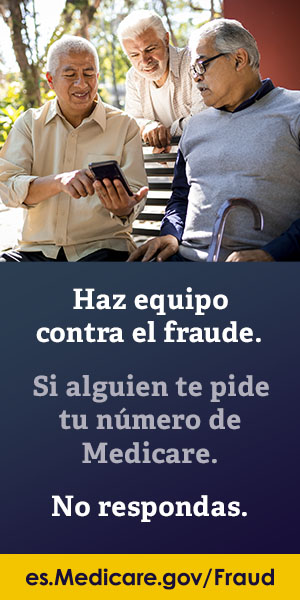 Haz equipo
contra el fraude.
Si alguien te pide
tu número de
Medicare.
No respondas.
es.Medicare.gov/Fraud